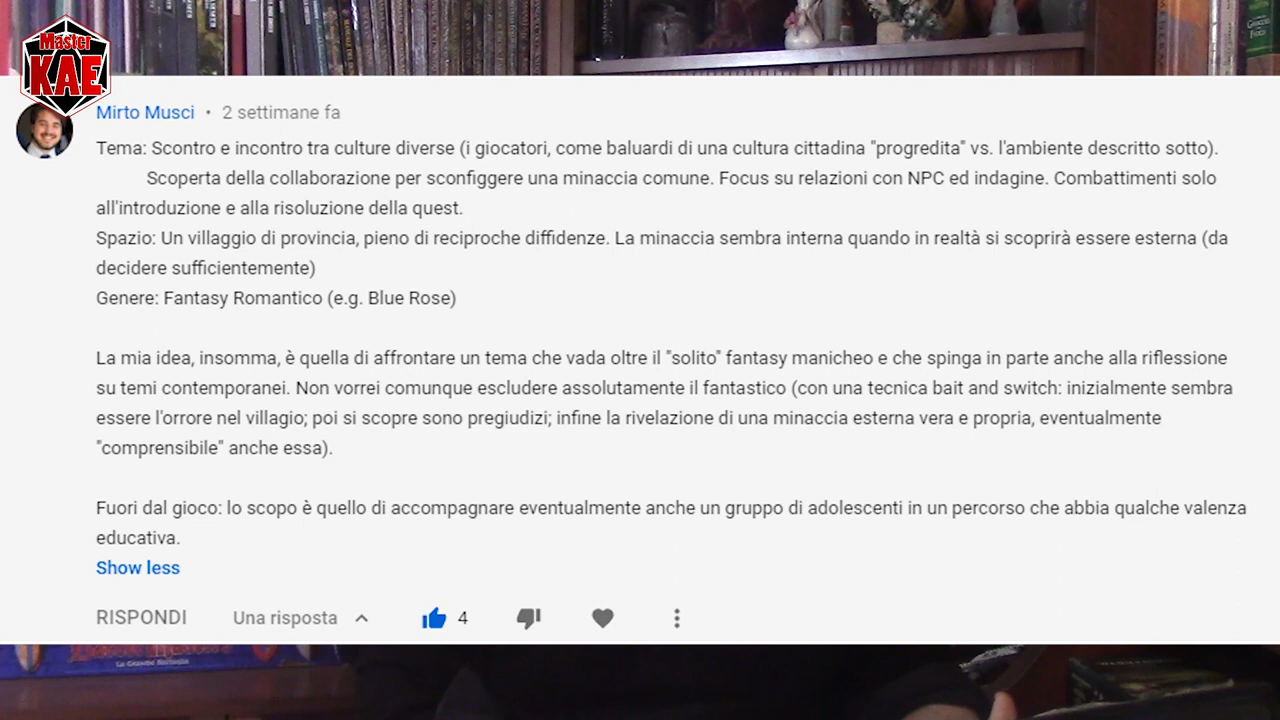 Master
KAE
Mirto Musci • 2 settimane fa
Tema: Scontro e incontro tra culture diverse (i giocatori, come baluardi di una cultura cittadina "progredita" vs. l'ambiente descritto sotto).
Scoperta della collaborazione per sconfiggere una minaccia comune. Focus su relazioni con NPC ed indagine. Combattimenti solo
all'introduzione e alla risoluzione della quest.
Spazio: Un villaggio di provincia, pieno di reciproche diffidenze. La minaccia sembra interna quando in realtà si scoprirà essere esterna (da
decidere sufficientemente)
Genere: Fantasy Romantico (e.g. Blue Rose)
La mia idea, insomma, è quella di affrontare un tema che vada oltre il "solito" fantasy manicheo e che spinga in parte anche alla riflessione
su temi contemporanei. Non vorrei comunque escludere assolutamente il fantastico (con una tecnica bait and switch: inizialmente sembra
essere l'orrore nel villagio; poi si scopre sono pregiudizi; infine la rivelazione di una minaccia esterna vera e propria, eventualmente
"comprensibile" anche essa).
Fuori dal gioco: lo scopo è quello di accompagnare eventualmente anche un gruppo di adolescenti in un percorso che abbia qualche valenza
educativa.
Show less
RISPONDI Una risposta 4